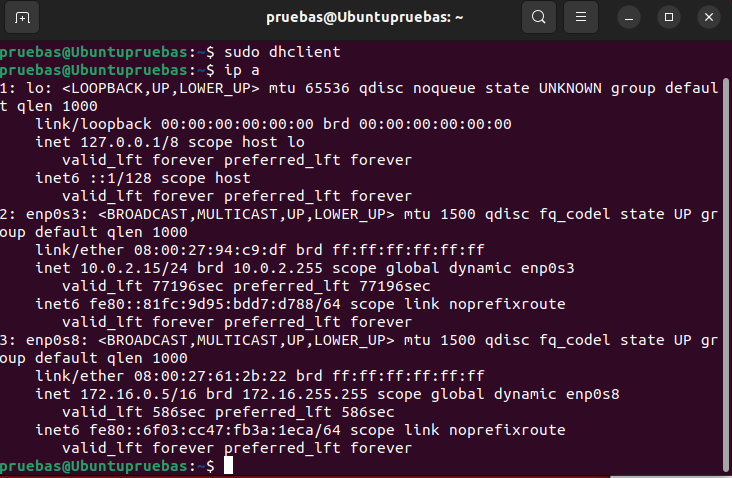 pruebas@Ubuntupruebas: ~
pruebas@Ubuntupruebas:~$ sudo dhclient
pruebas@Ubuntupruebas:~$ ip a
1: lo: <LOOPBACK,UP,LOWER_UP> mtu 65536 qdisc noqueue state UNKNOWN group defaul
t qlen 1000
    link/loopback 00:00:00:00:00:00 brd 00:00:00:00:00:00
    inet 127.0.0.1/8 scope host lo
       valid_lft forever preferred_lft forever
    inet6 ::1/128 scope host
       valid_lft forever preferred_lft forever
2: enp0s3: <BROADCAST,MULTICAST,UP,LOWER_UP> mtu 1500 qdisc fq_codel state UP gr
oup default qlen 1000
    link/ether 08:00:27:94:c9:df brd ff:ff:ff:ff:ff:ff
    inet 10.0.2.15/24 brd 10.0.2.255 scope global dynamic enp0s3
       valid_lft 77196sec preferred_lft 77196sec
    inet6 fe80::81fc:9d95:bdd7:d788/64 scope link noprefixroute
       valid_lft forever preferred_lft forever
3: enp0s8: <BROADCAST,MULTICAST,UP,LOWER_UP> mtu 1500 qdisc fq_codel state UP gr
oup default qlen 1000
    link/ether 08:00:27:61:2b:22 brd ff:ff:ff:ff:ff:ff
    inet 172.16.0.5/16 brd 172.16.255.255 scope global dynamic enp0s8
       valid_lft 586sec preferred_lft 586sec
    inet6 fe80::6f03:cc47:fb3a:1eca/64 scope link noprefixroute
       valid_lft forever preferred_lft forever
pruebas@Ubuntupruebas:~$